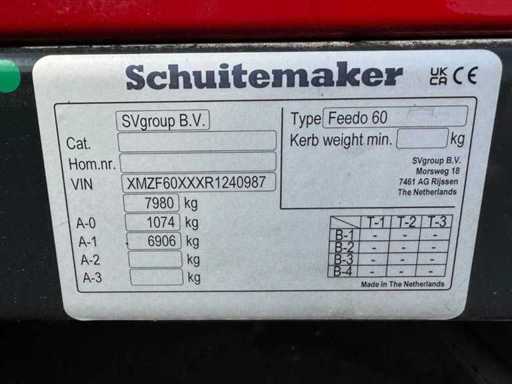 Schuitemaker UK CA CE
SVgroup B.V.
Cat.
Hom.nr.
VIN XMZF60XXXR1240987
7980 kg
A-0 1074 kg
A-1 6906 kg
A-2 kg
A-3 kg
Type Feedo 60
Kerb weight min. kg
SVgroup B.V.
Morsweg 18
7461 AG Rijssen
The Netherlands
T-1 T-2 T-3
B-1 - - -
B-2 - - -
B-3 - - -
B-4 - - -
Made in The Netherlands